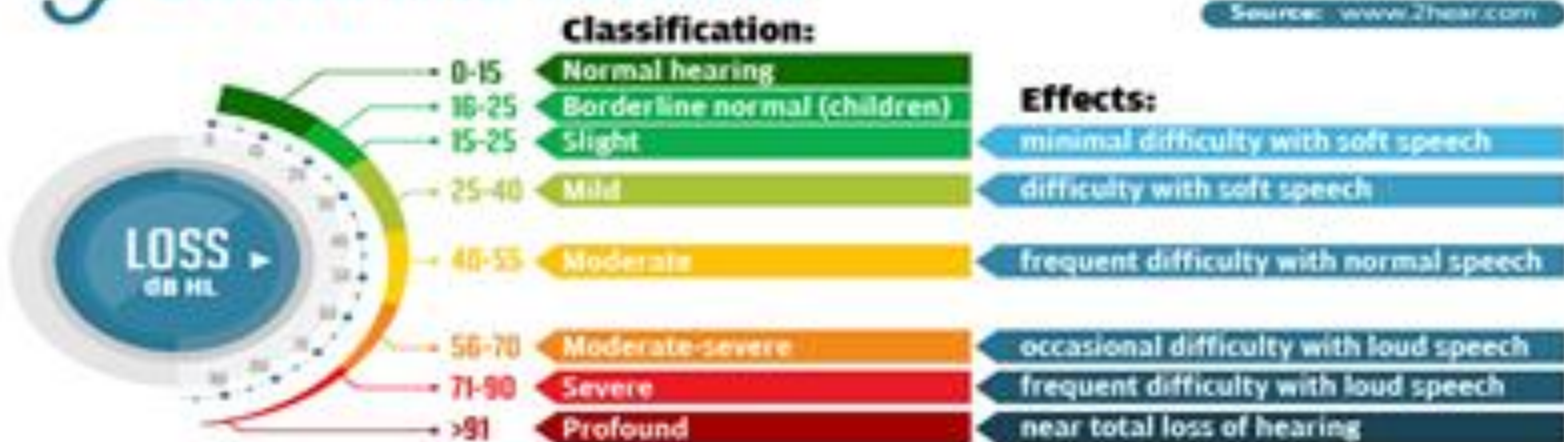 Source: www.2hear.com
Classification:
0-15 Normal hearing
16-25 Borderline normal (children)
Effects:
15-25 Slight minimal difficulty with soft speech
25-40 Mild difficulty with soft speech
LOSS
dB HL
40-55 Moderate frequent difficulty with normal speech
56-70 Moderate-severe occasional difficulty with loud speech
71-90 Severe frequent difficulty with loud speech
>91 Profound near total loss of hearing